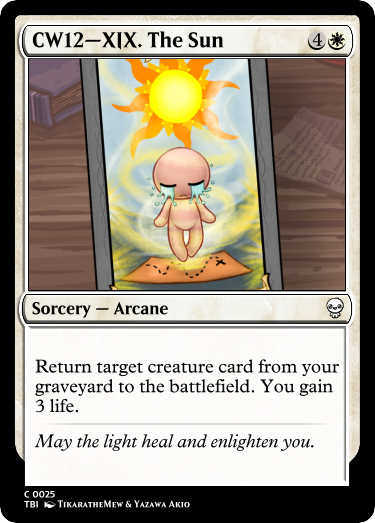 CW12—XIX. The Sun 4
Sorcery — Arcane
Return target creature card from your
graveyard to the battlefield. You gain
3 life.
May the light heal and enlighten you.
C 0025
TBI TikaratheMew & Yazawa Akio